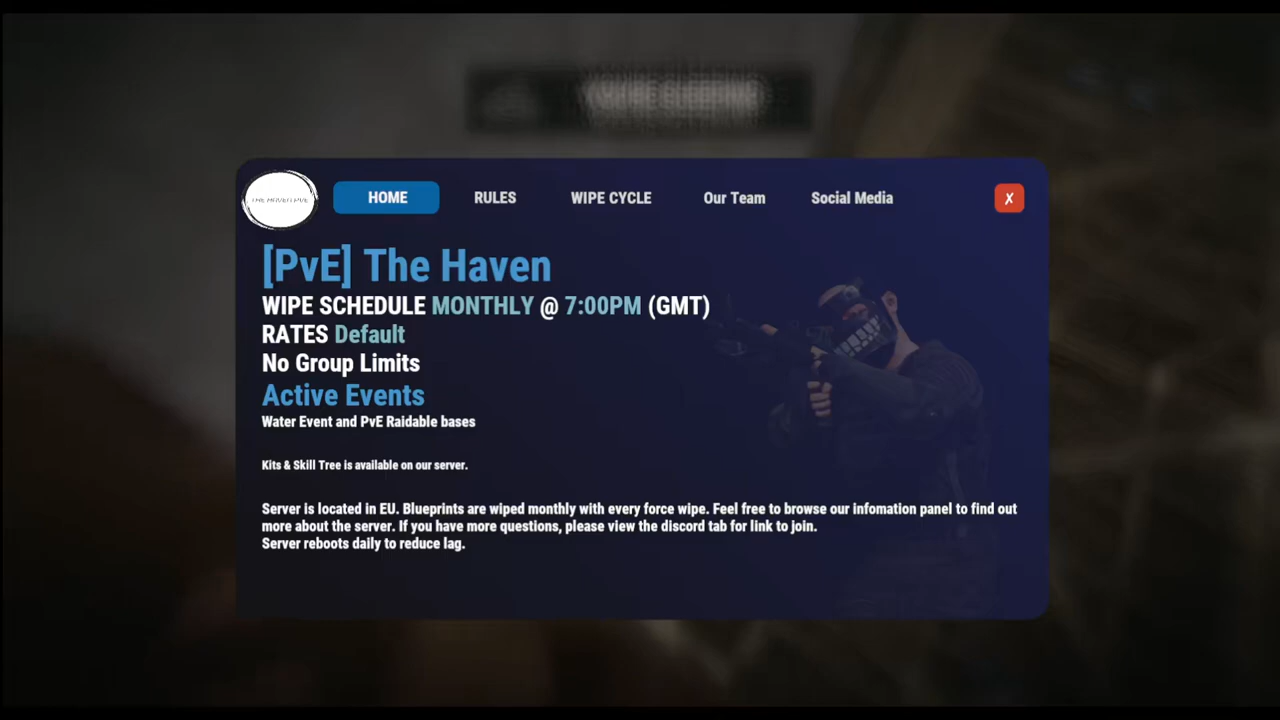 THE HAVEN PVE
HOME
RULES
WIPE CYCLE
Our Team
Social Media
✗
[PvE] The Haven
WIPE SCHEDULE MONTHLY @ 7:00PM (GMT)
RATES Default
No Group Limits
Active Events
Water Event and PvE Raidable bases
Kits & Skill Tree is available on our server.
Server is located in EU. Blueprints are wiped monthly with every force wipe. Feel free to browse our infomation panel to find out
more about the server. If you have more questions, please view the discord tab for link to join.
Server reboots daily to reduce lag.